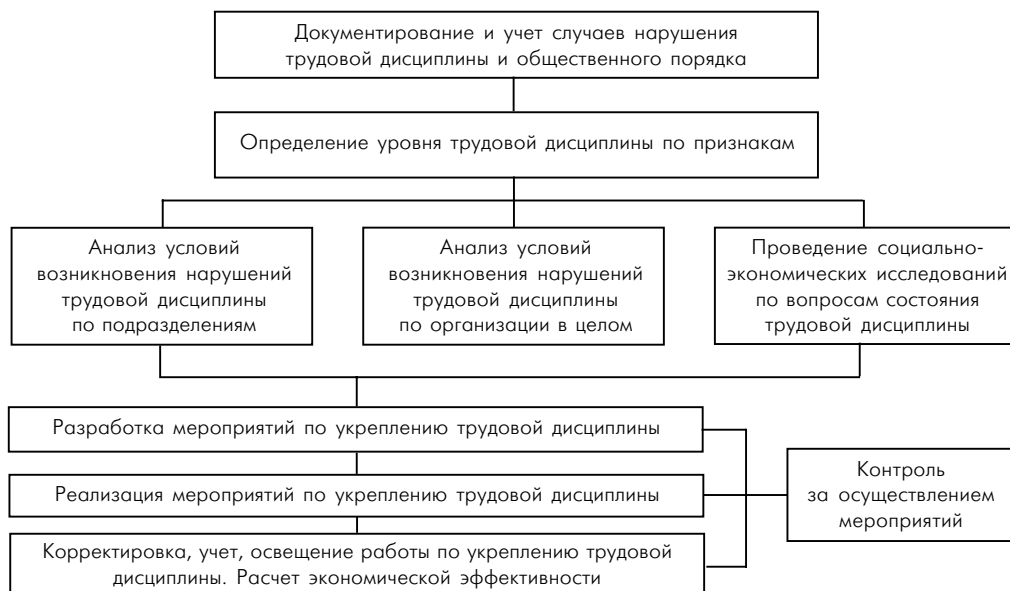 Документирование и учет случаев нарушения
трудовой дисциплины и общественного порядка
Определение уровня трудовой дисциплины по признакам
Анализ условий
возникновения нарушений
трудовой дисциплины
по подразделениям
Анализ условий
возникновения нарушений
трудовой дисциплины
по организации в целом
Проведение социально-
экономических исследований
по вопросам состояния
трудовой дисциплины
Разработка мероприятий по укреплению трудовой дисциплины
Реализация мероприятий по укреплению трудовой дисциплины
Корректировка, учет, освещение работы по укреплению трудовой
дисциплины. Расчет экономической эффективности
Контроль
за осуществлением
мероприятий